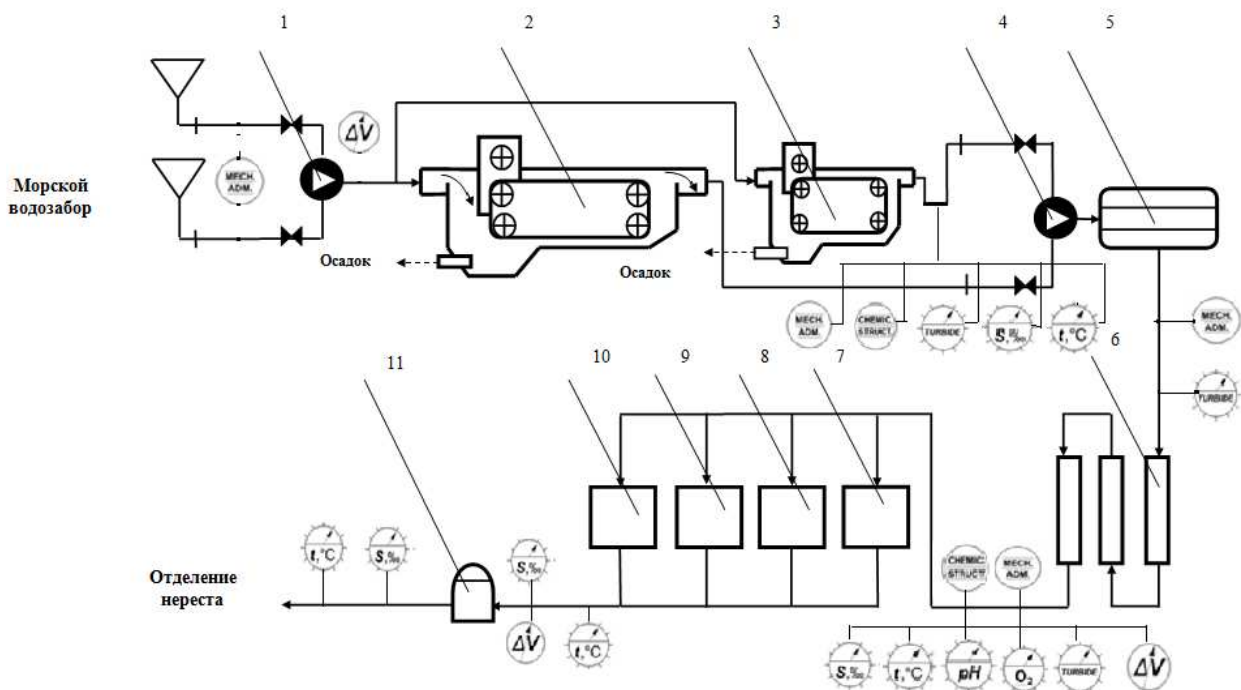 1
2
3
4
5
ΔV
MECH.
ADM.
Морской
водозабор
Осадок
Осадок
MECH.
ADM.
CHEMIC
STRUCT.
TURBIDE
S,‰
t,°C
6
MECH.
ADM.
TURBIDE
11
10
9
8
7
t,°C
S,‰
S,‰
CHEMIC
STRUCT.
MECH.
ADM.
Отделение
нереста
ΔV
t,°C
S,‰
t,°C
pH
O₂
TURBIDE
ΔV